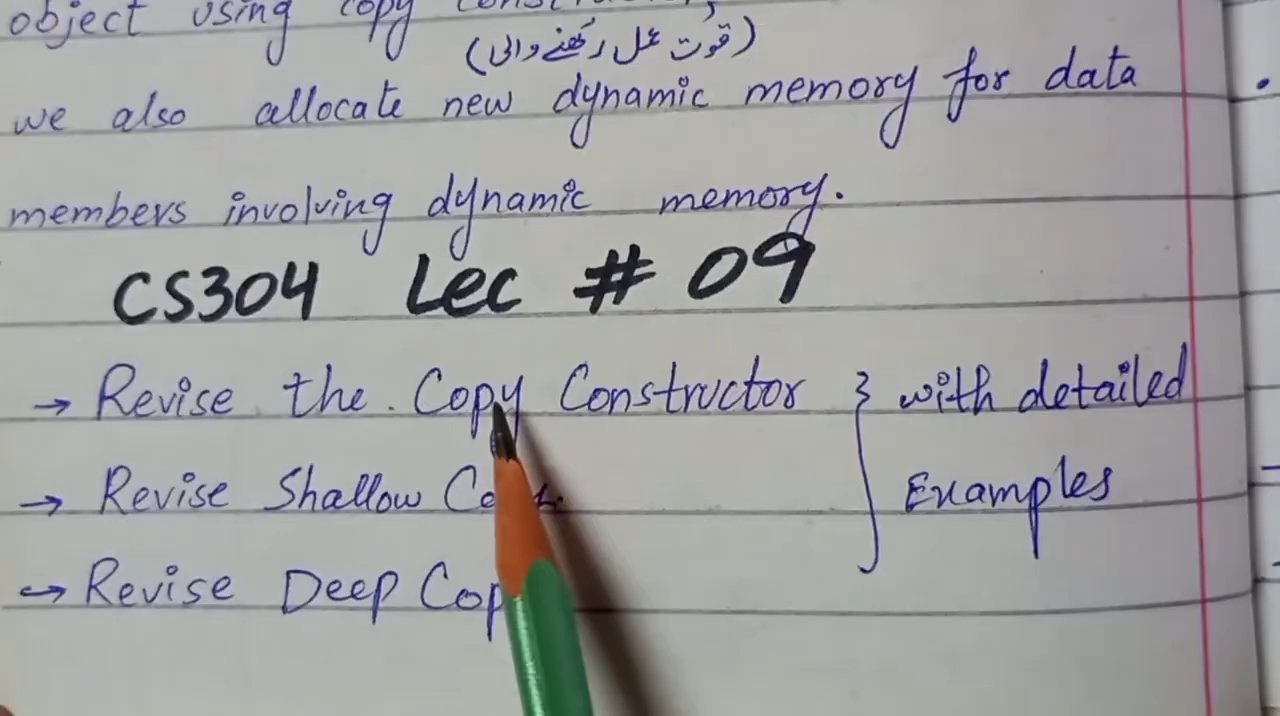 object using copy
(قوت عمل رکھنے والی)
we also allocate new dynamic memory for data
members involving dynamic memory.
CS304 Lec # 09
→ Revise the. Copy Constructor } with detailed
→ Revise Shallow Examples
→ Revise Deep